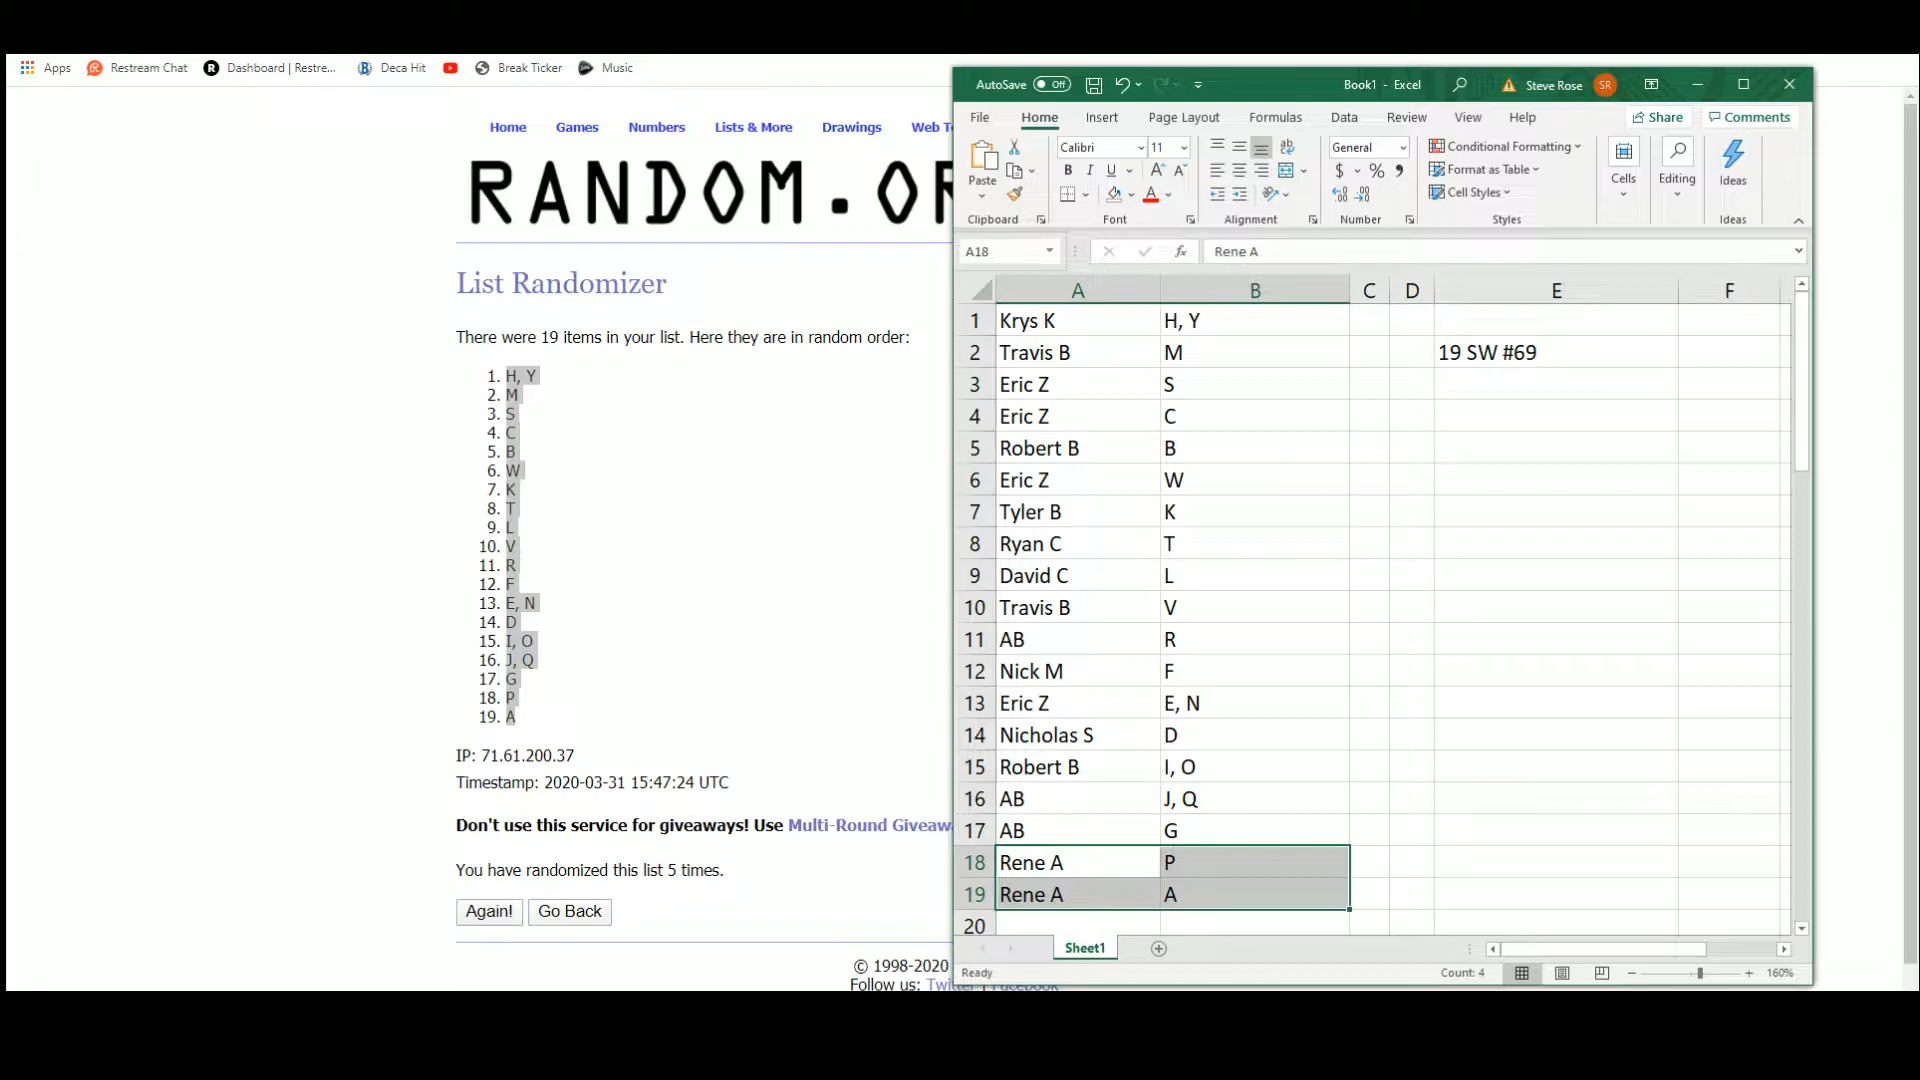 Apps Restream Chat Dashboard | Restre... Deca Hit Break Ticker Music
Home Games Numbers Lists & More Drawings Web T
RANDOM.OR
List Randomizer
There were 19 items in your list. Here they are in random order:
1. H, Y
2. M
3. S
4. C
5. B
6. W
7. K
8. T
9. L
10. V
11. R
12. F
13. E, N
14. D
15. I, O
16. J, Q
17. G
18. P
19. A
IP: 71.61.200.37
Timestamp: 2020-03-31 15:47:24 UTC
Don't use this service for giveaways! Use Multi-Round Giveaw
You have randomized this list 5 times.
Again! Go Back
© 1998-2020
Follow us: Twitter | Facebook
AutoSave Off Book1 - Excel Steve Rose SR
File Home Insert Page Layout Formulas Data Review View Help Share Comments
Paste Calibri 11 General Conditional Formatting Cells Editing Ideas
B I U $ % Format as Table
Cell Styles
Clipboard Font Alignment Number Styles Ideas
A18 fx Rene A
A B C D E F
1 Krys K H, Y
2 Travis B M 19 SW #69
3 Eric Z S
4 Eric Z C
5 Robert B B
6 Eric Z W
7 Tyler B K
8 Ryan C T
9 David C L
10 Travis B V
11 AB R
12 Nick M F
13 Eric Z E, N
14 Nicholas S D
15 Robert B I, O
16 AB J, Q
17 AB G
18 Rene A P
19 Rene A A
20
Sheet1
Ready Count: 4 160%